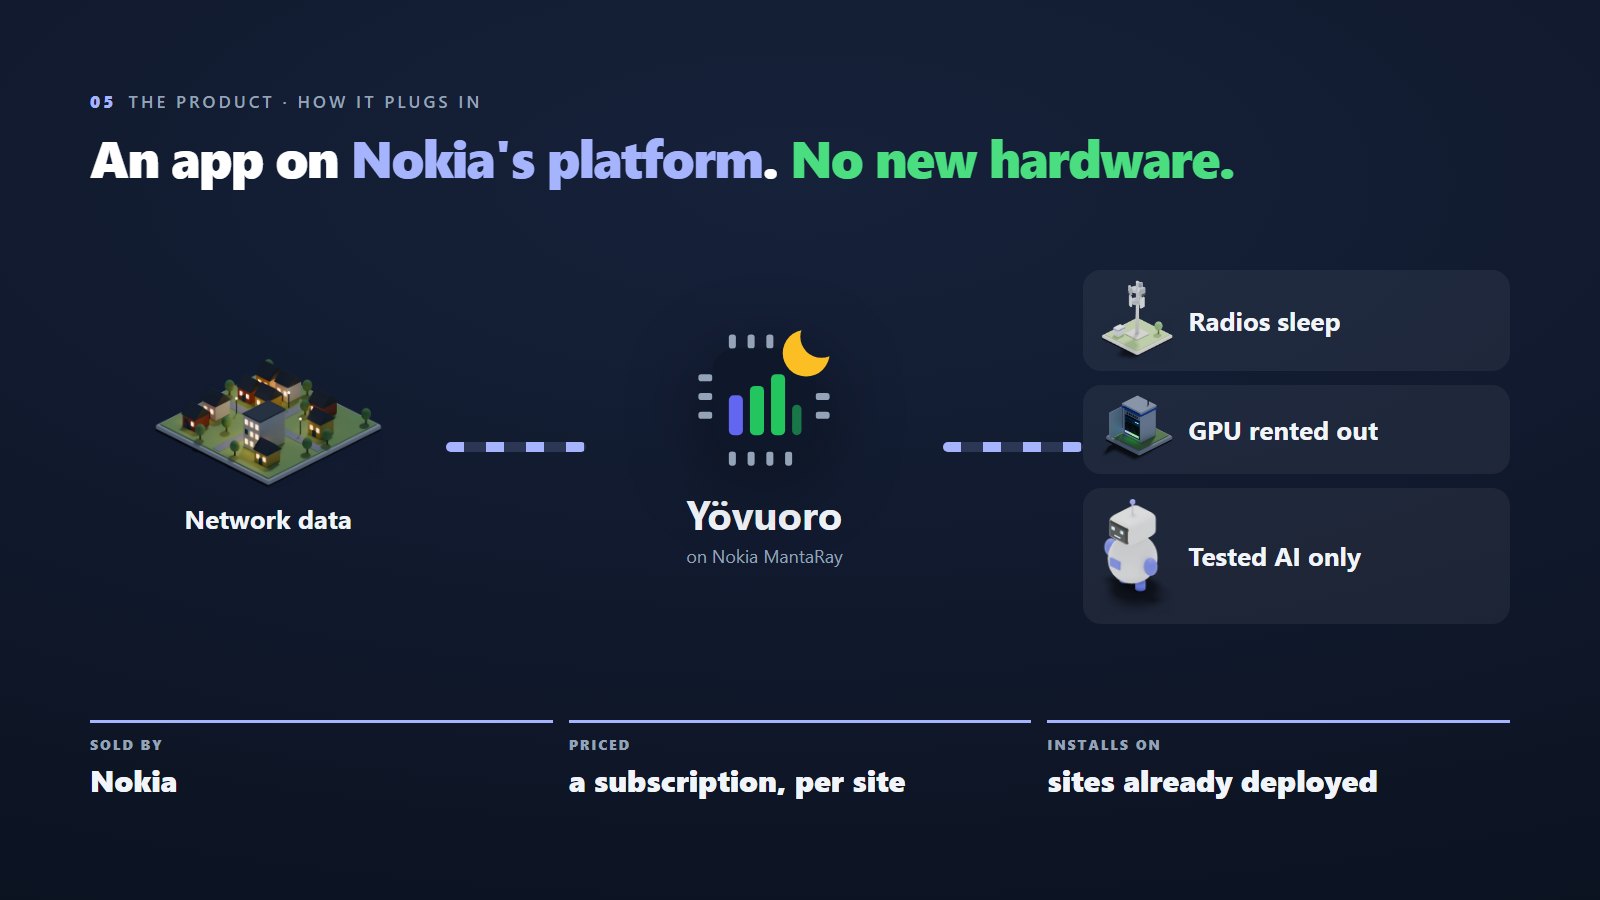 05 THE PRODUCT · HOW IT PLUGS IN
An app on Nokia's platform. No new hardware.
Network data
Yövuoro
on Nokia MantaRay
Radios sleep
GPU rented out
Tested AI only
SOLD BY
Nokia
PRICED
a subscription, per site
INSTALLS ON
sites already deployed